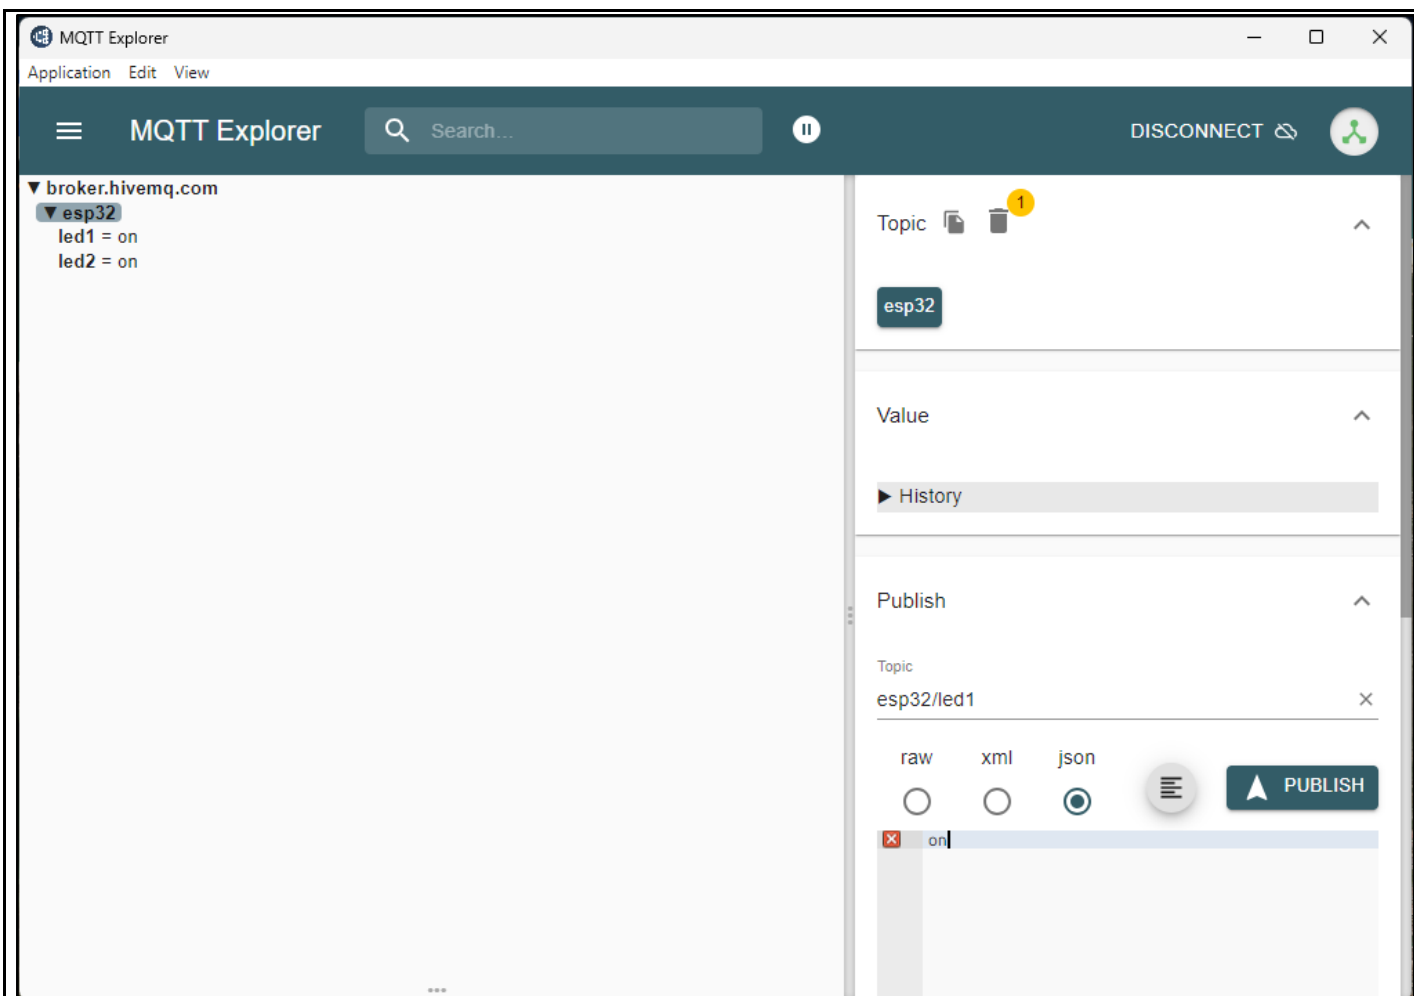 MQTT Explorer
Application Edit View
MQTT Explorer Search... DISCONNECT
▼ broker.hivemq.com
▼ esp32
led1 = on
led2 = on
Topic 1
esp32
Value
▶ History
Publish
Topic
esp32/led1
raw xml json
PUBLISH
on